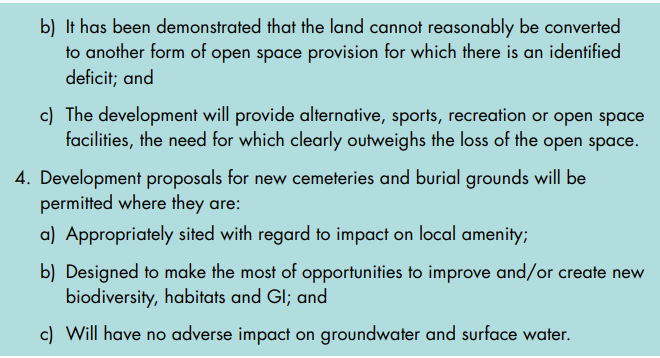 b) It has been demonstrated that the land cannot reasonably be converted
to another form of open space provision for which there is an identified
deficit; and
c) The development will provide alternative, sports, recreation or open space
facilities, the need for which clearly outweighs the loss of the open space.
4. Development proposals for new cemeteries and burial grounds will be
permitted where they are:
a) Appropriately sited with regard to impact on local amenity;
b) Designed to make the most of opportunities to improve and/or create new
biodiversity, habitats and GI; and
c) Will have no adverse impact on groundwater and surface water.